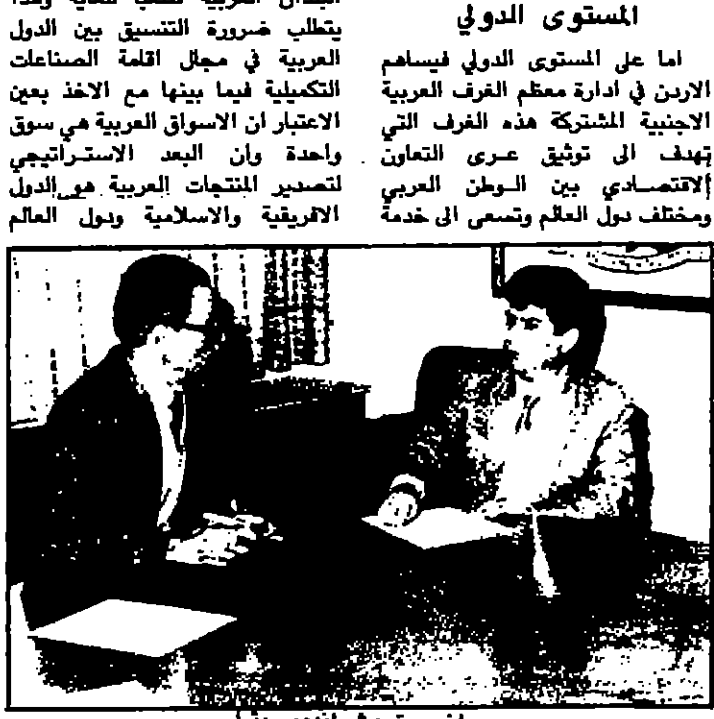 المستوى الدولي
اما على المستوى الدولي فيساهم
الاردن في ادارة معظم الغرف العربية
الاجنبية المشتركة هذه الغرف التي
تهدف الى توثيق عرى التعاون
الاقتصادي بين الوطن العربي
ومختلف دول العالم وتسعى الى خدمة
البلدان العربية
يتطلب ضرورة التنسيق بين الدول
العربية في مجال اقامة الصناعات
التكميلية فيما بينها مع الاخذ بعين
الاعتبار ان الاسواق العربية هي سوق
واحدة وان البعد الاستراتيجي
لتصدير المنتجات العربية هو الدول
الافريقية والاسلامية ودول العالم